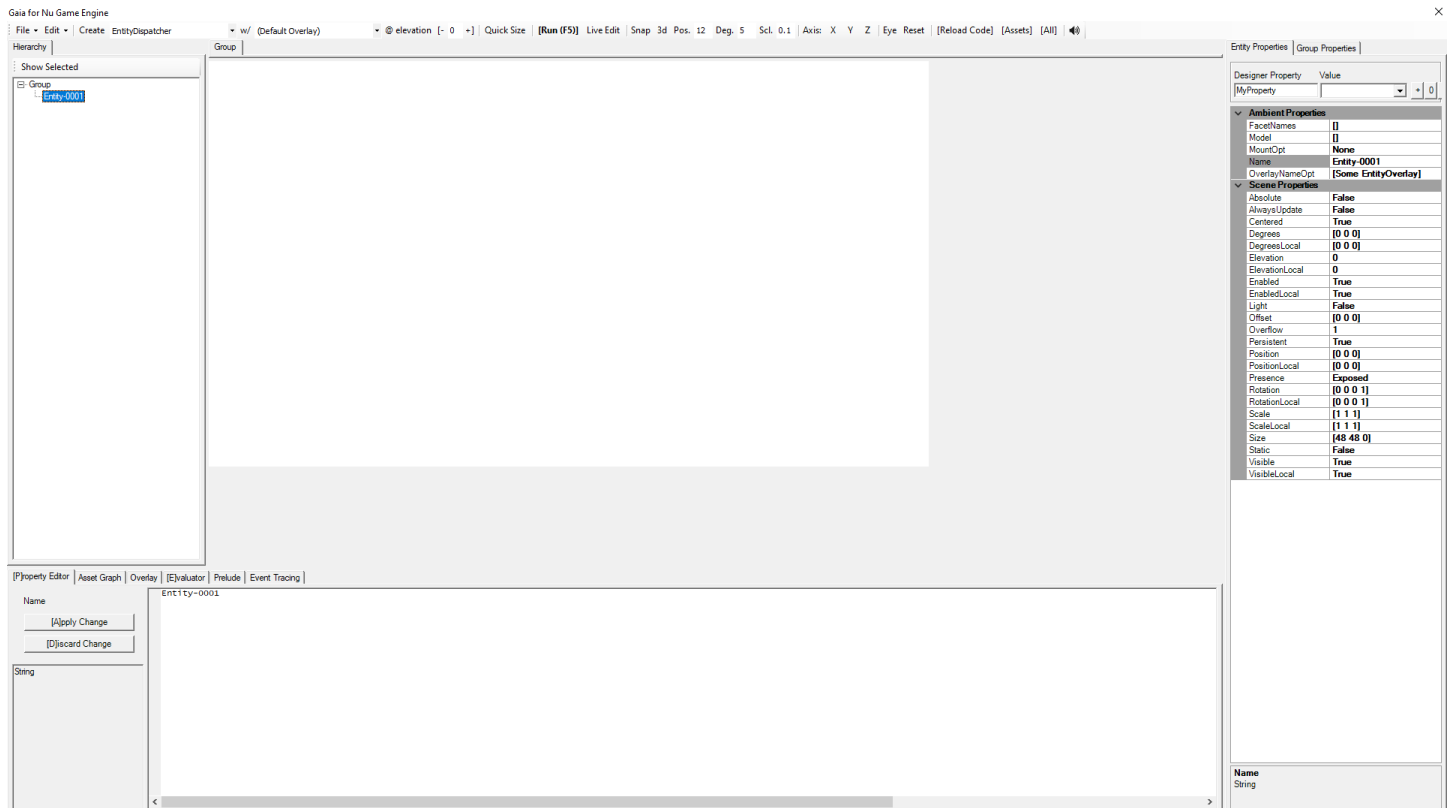 Gaia for Nu Game Engine
File Edit Create EntityDispatcher w/ (Default Overlay) @ elevation [- 0 +] Quick Size [Run (F5)] Live Edit Snap 3d Pos. 12 Deg. 5 Scl. 0.1 Axis: X Y Z Eye Reset [Reload Code] [Assets] [All]
Hierarchy
Show Selected
Group
Entity-0001
Group
Entity Properties Group Properties
Designer Property Value
MyProperty + 0
Ambient Properties
FacetNames []
Model []
MountOpt None
Name Entity-0001
OverlayNameOpt [Some EntityOverlay]
Scene Properties
Absolute False
AlwaysUpdate False
Centered True
Degrees [0 0 0]
DegreesLocal [0 0 0]
Elevation 0
ElevationLocal 0
Enabled True
EnabledLocal True
Light False
Offset [0 0 0]
Overflow 1
Persistent True
Position [0 0 0]
PositionLocal [0 0 0]
Presence Exposed
Rotation [0 0 0 1]
RotationLocal [0 0 0 1]
Scale [1 1 1]
ScaleLocal [1 1 1]
Size [48 48 0]
Static False
Visible True
VisibleLocal True
Name
String
[P]roperty Editor Asset Graph Overlay [E]valuator Prelude Event Tracing
Name
[A]pply Change
[D]iscard Change
String
Entity-0001